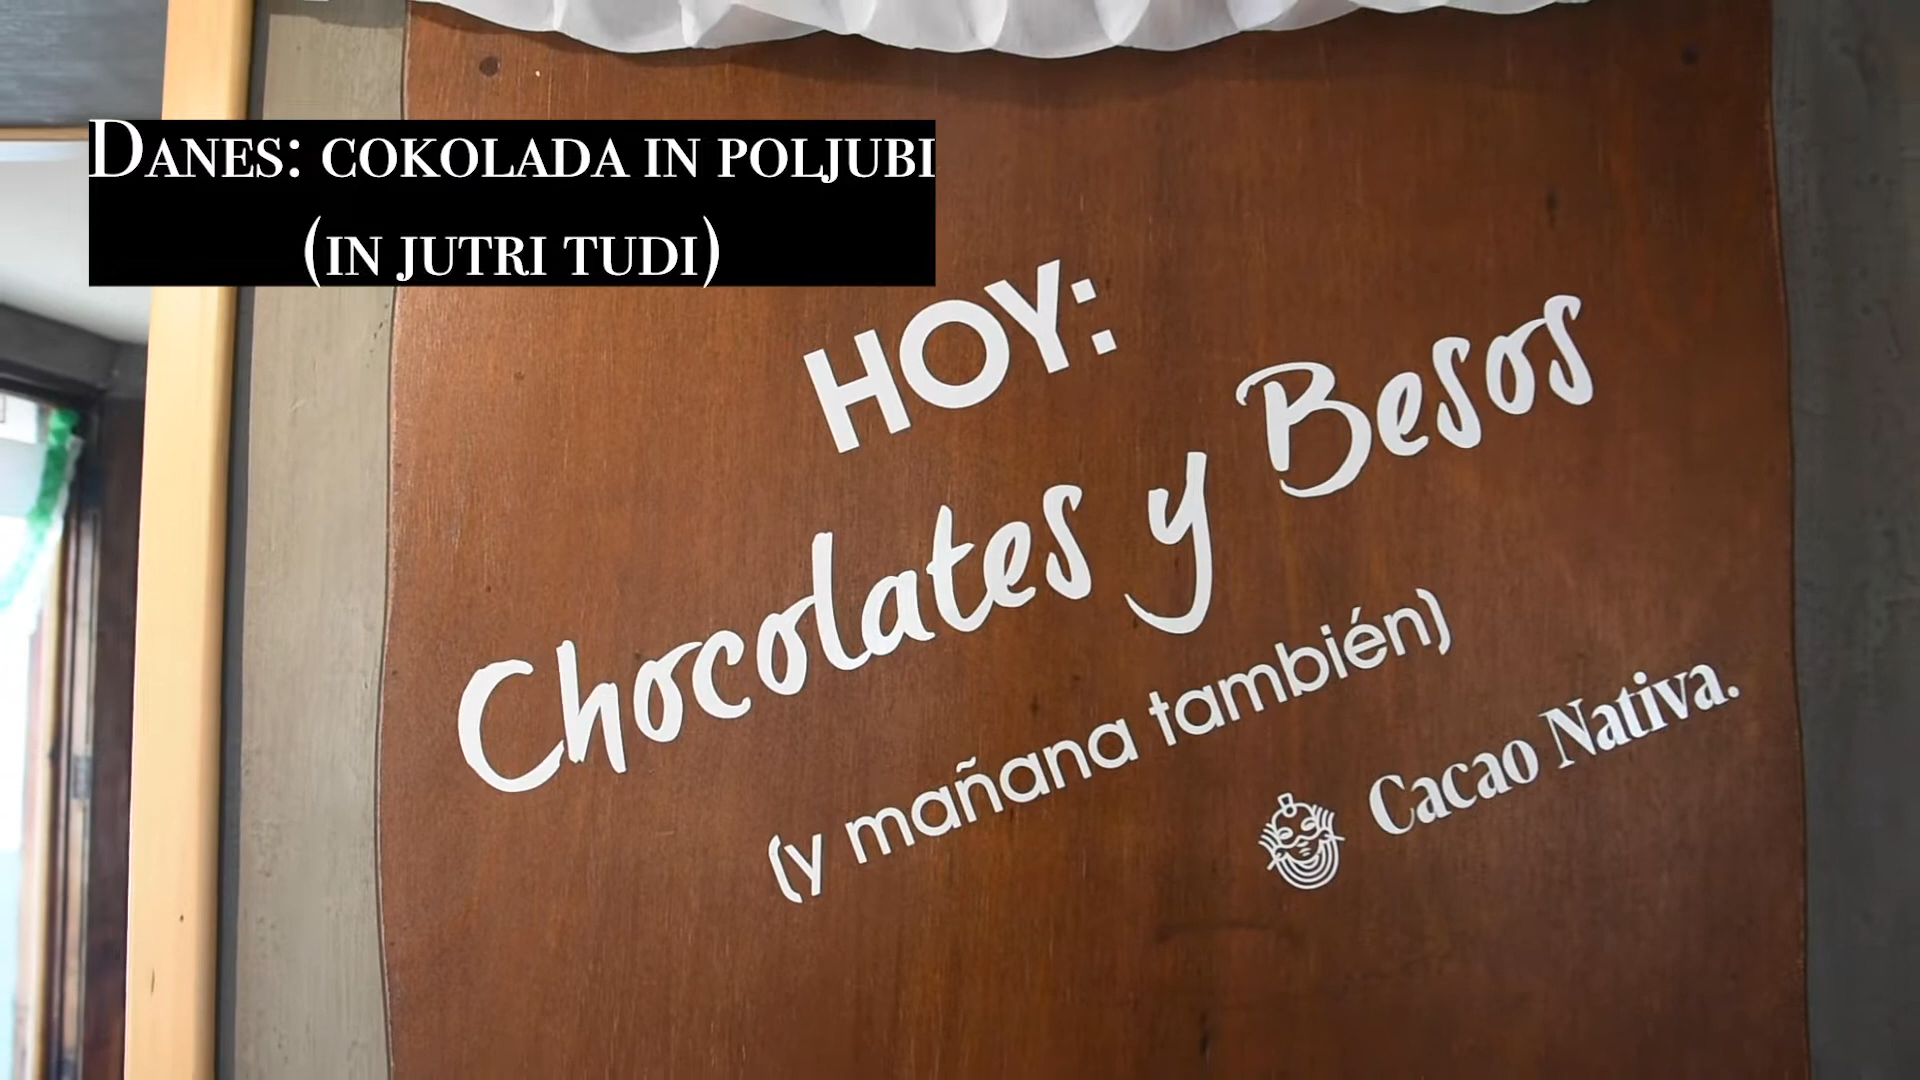 Danes: cokolada in poljubi
(in jutri tudi)
HOY:
Chocolates y Besos
(y mañana también)
Cacao Nativa.